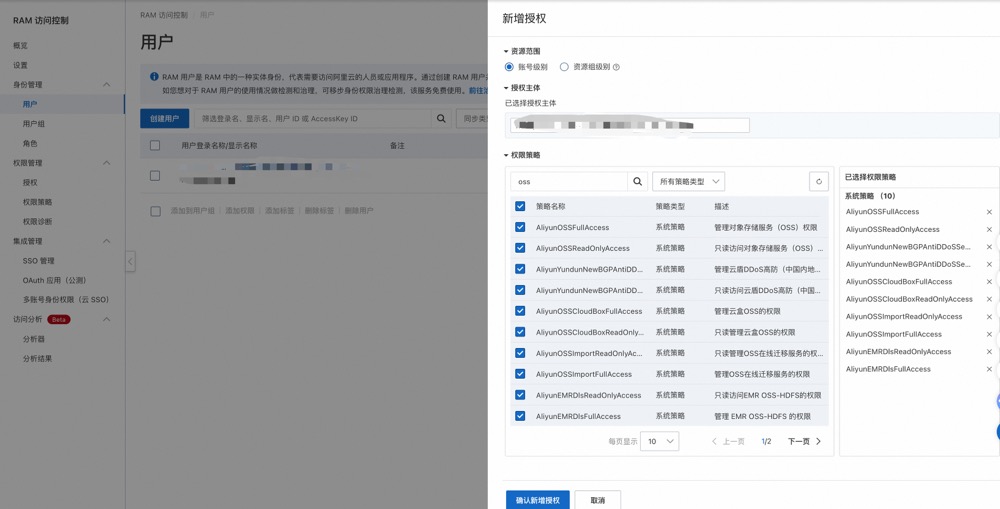 RAM 访问控制
概览
设置
身份管理
用户
用户组
角色
权限管理
授权
权限策略
权限诊断
集成管理
SSO 管理
OAuth 应用（公测）
多账号身份权限（云 SSO）
访问分析 Beta
分析器
分析结果
RAM 访问控制 / 用户
用户
RAM 用户是 RAM 中的一种实体身份，代表需要访问阿里云的人员或应用程序。通过创建 RAM 用户
如您想对于 RAM 用户的使用情况做检测和治理，可移步身份权限治理检测，该服务免费使用。前往
创建用户 筛选登录名、显示名、用户 ID 或 AccessKey ID 同步类
用户登录名称/显示名称 备注
添加到用户组 添加权限 添加标签 删除标签 删除用户
新增授权
资源范围
账号级别 资源组级别
授权主体
已选择授权主体
权限策略
oss 所有策略类型
策略名称 策略类型 描述
AliyunOSSFullAccess 系统策略 管理对象存储服务（OSS）权限
AliyunOSSReadOnlyAccess 系统策略 只读访问对象存储服务（OSS）...
AliyunYundunNewBGPAntiDD... 系统策略 管理云盾DDoS高防（中国内地...
AliyunYundunNewBGPAntiDD... 系统策略 只读访问云盾DDoS高防（中国...
AliyunOSSCloudBoxFullAccess 系统策略 管理云盒OSS的权限
AliyunOSSCloudBoxReadOnly... 系统策略 只读管理云盒OSS的权限
AliyunOSSImportReadOnlyAc... 系统策略 只读管理OSS在线迁移服务的权...
AliyunOSSImportFullAccess 系统策略 管理OSS在线迁移服务的权限
AliyunEMRDlsReadOnlyAccess 系统策略 只读访问EMR OSS-HDFS的权限
AliyunEMRDlsFullAccess 系统策略 管理 EMR OSS-HDFS 的权限
每页显示 10 上一页 1/2 下一页
已选择权限策略
系统策略（10）
AliyunOSSFullAccess
AliyunOSSReadOnlyAccess
AliyunYundunNewBGPAntiDDoSSe...
AliyunYundunNewBGPAntiDDoSSe...
AliyunOSSCloudBoxFullAccess
AliyunOSSCloudBoxReadOnlyAccess
AliyunOSSImportReadOnlyAccess
AliyunOSSImportFullAccess
AliyunEMRDlsReadOnlyAccess
AliyunEMRDlsFullAccess
确认新增授权 取消